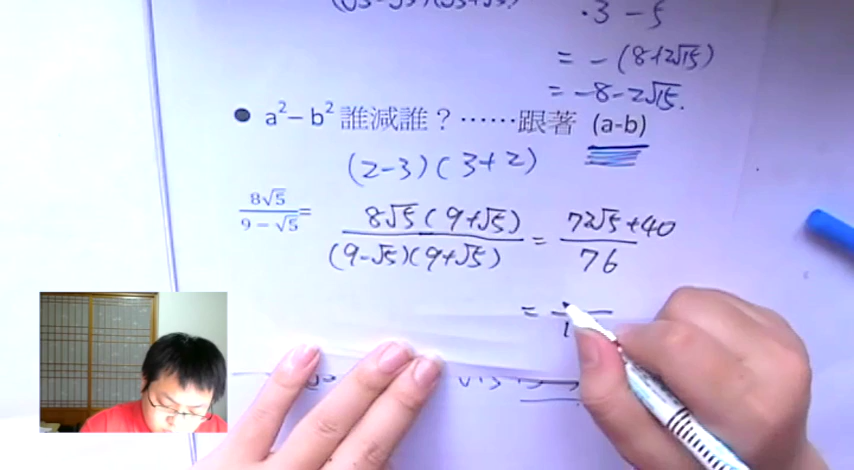 · 3 - 5
= - (8+2√15)
= -8-2√15.
● a²- b² 誰減誰？⋯⋯跟著 (a-b)
(2-3)(3+2)
8√5 / 9-√5 = 8√5(9+√5) / (9-√5)(9+√5) = 72√5+40 / 76
=